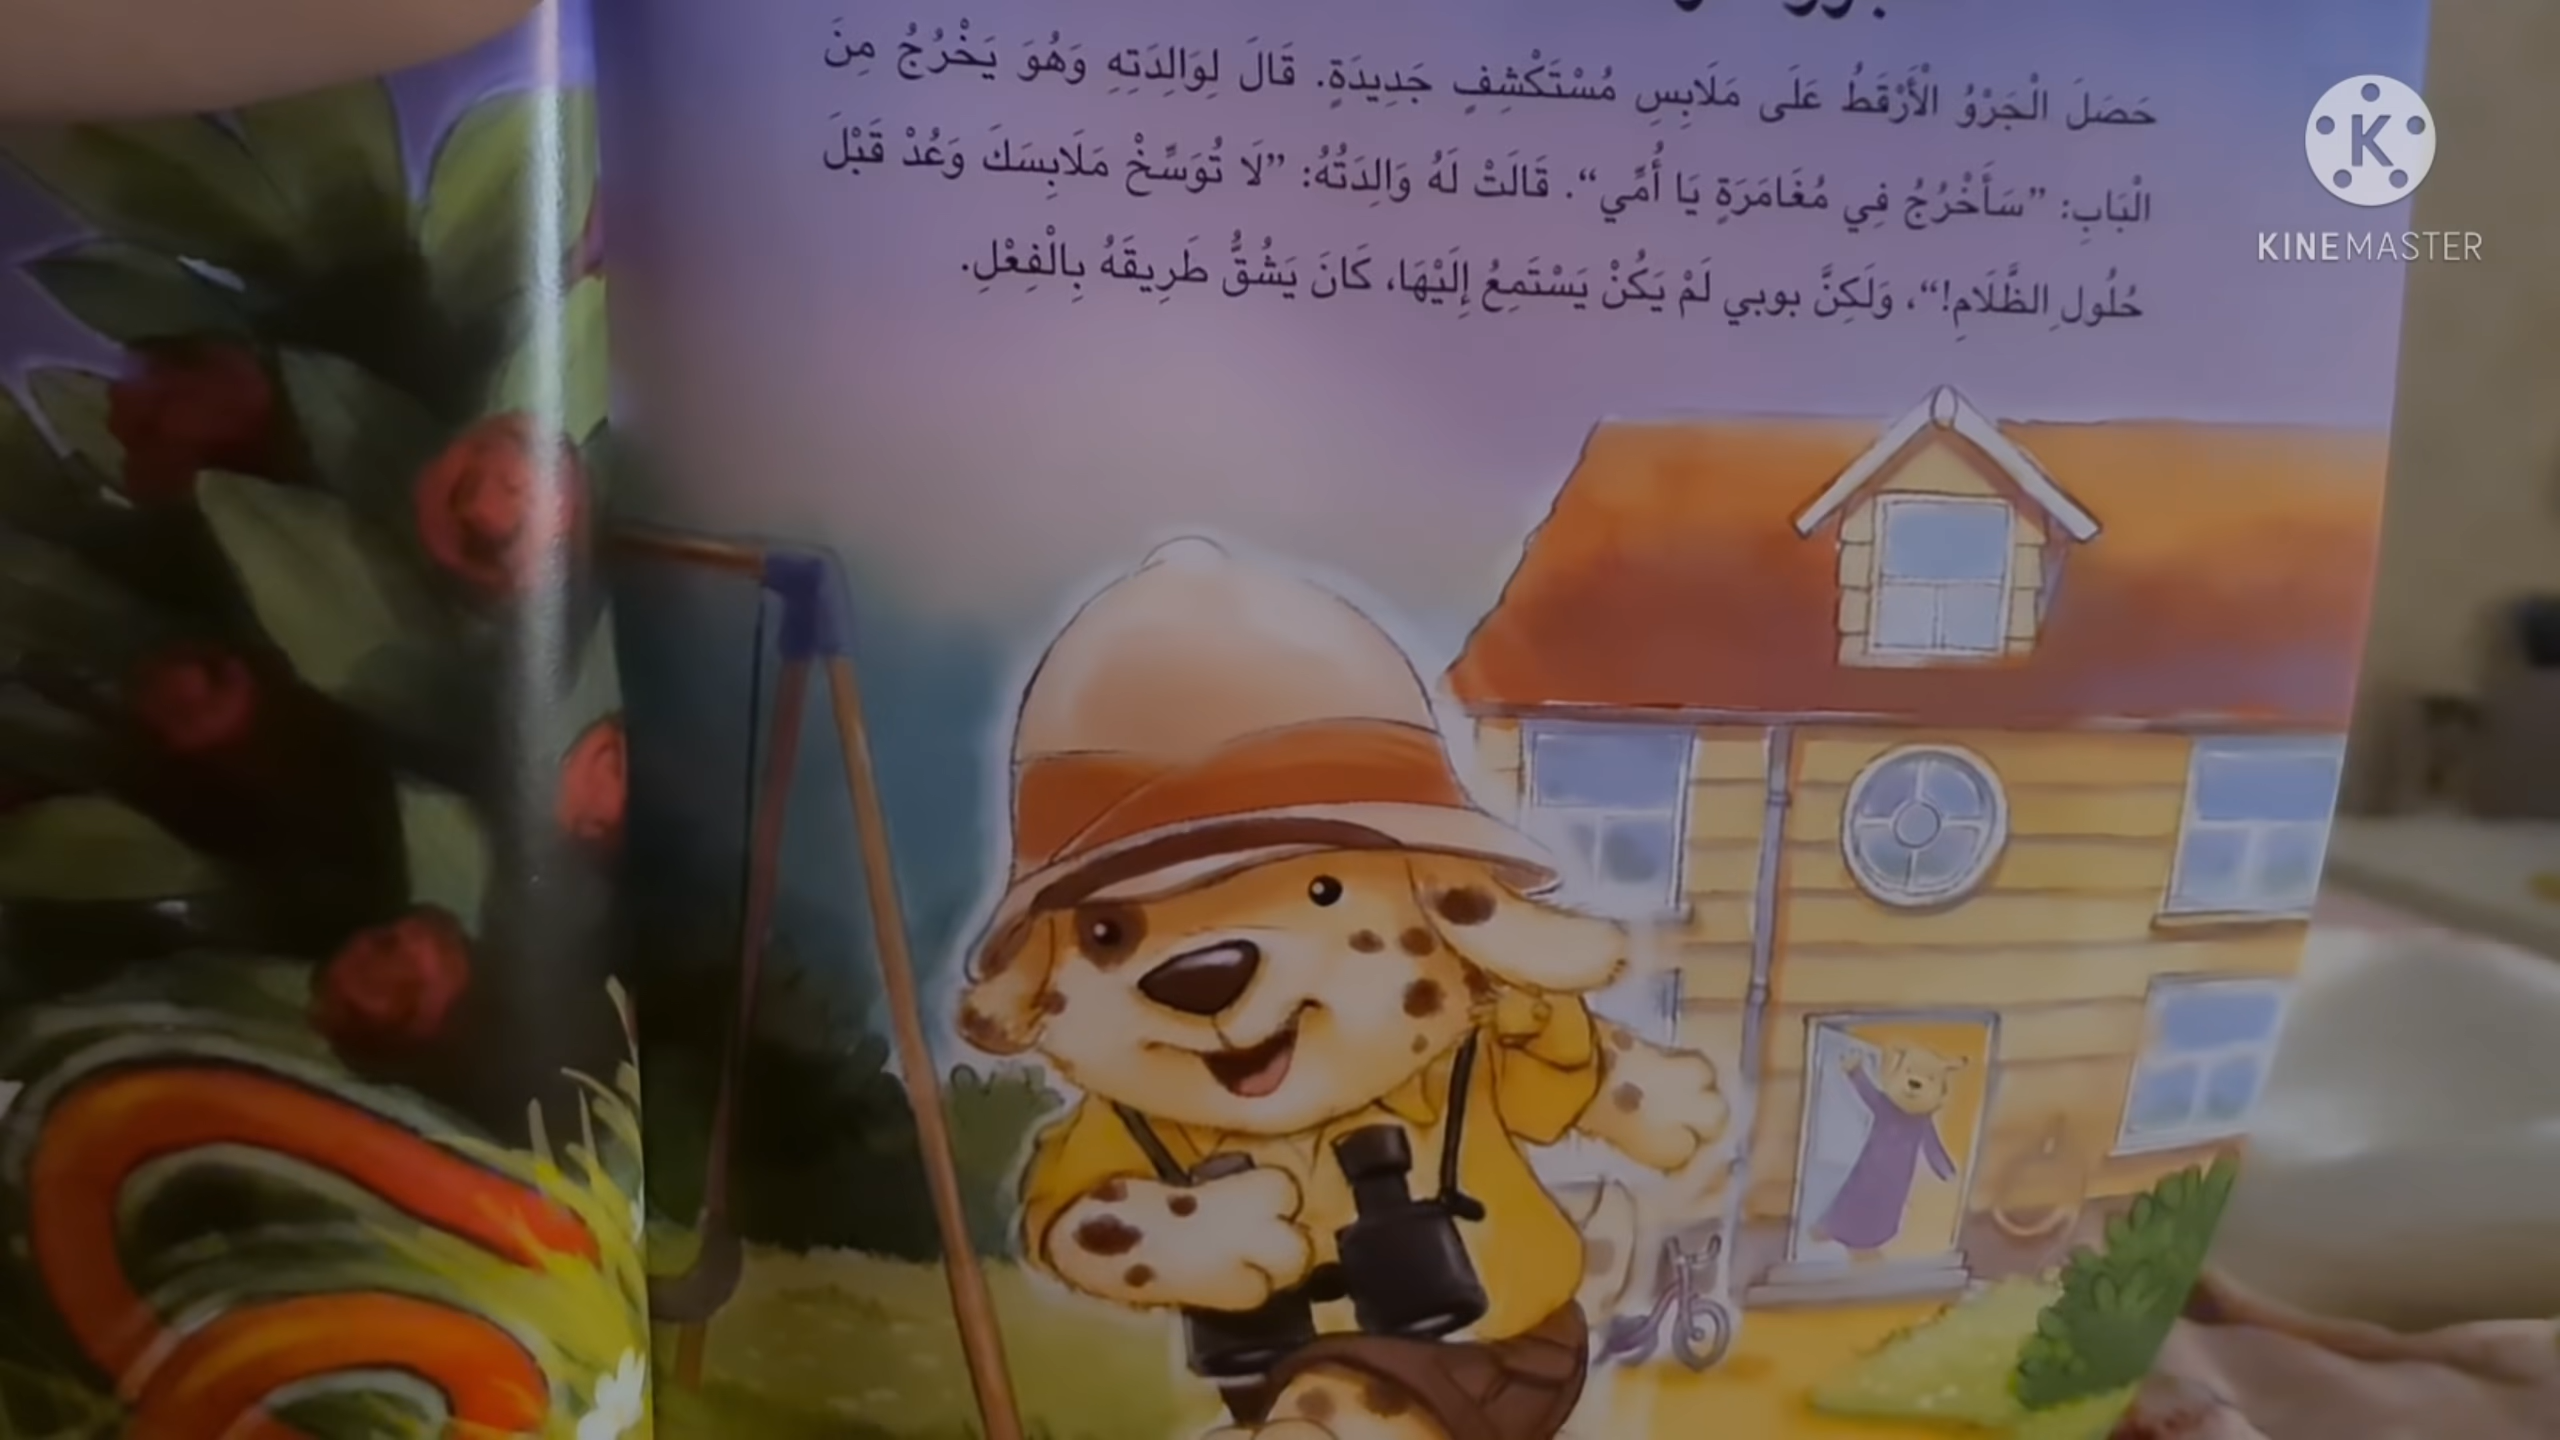 حَصَلَ الْجَرْوُ الْأَرْقَطُ عَلَى مَلَابِسِ مُسْتَكْشِفٍ جَدِيدَةٍ. قَالَ لِوَالِدَتِهِ وَهُوَ يَخْرُجُ مِنَ
الْبَابِ: ”سَأَخْرُجُ فِي مُغَامَرَةٍ يَا أُمِّي“. قَالَتْ لَهُ وَالِدَتُهُ: ”لَا تُوَسِّخْ مَلَابِسَكَ وَعُدْ قَبْلَ
حُلُولِ الظَّلَامِ!“، وَلَكِنَّ بوبي لَمْ يَكُنْ يَسْتَمِعُ إِلَيْهَا، كَانَ يَشُقُّ طَرِيقَهُ بِالْفِعْلِ.
K
KINEMASTER